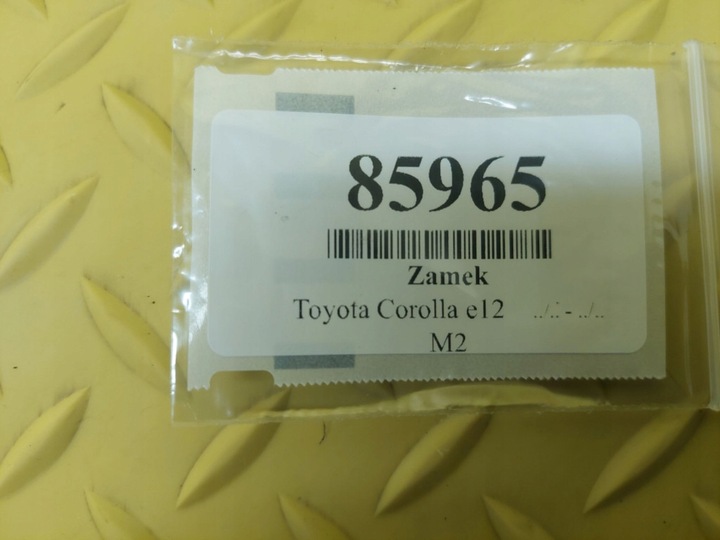 85965
Zamek
Toyota Corolla e12 ../.. - ../..
M2